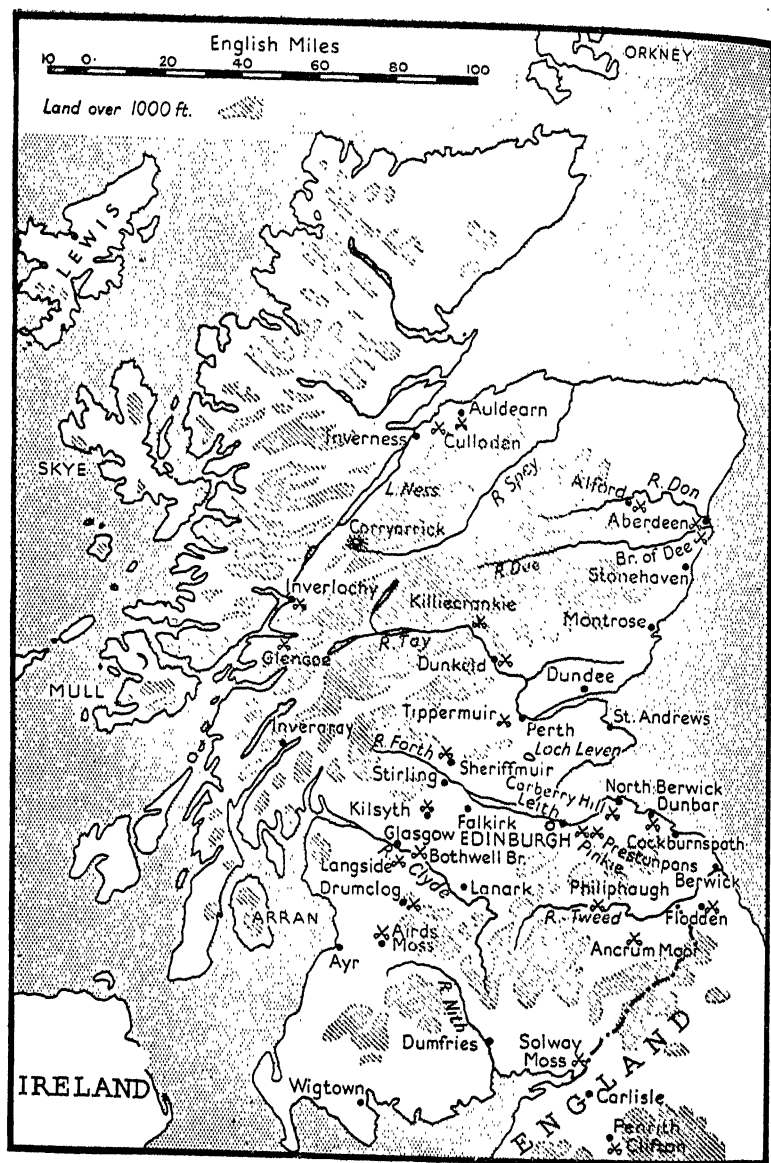 English Miles
10 0 20 40 60 80 100
ORKNEY
Land over 1000 ft.
LEWIS
Auldearn
Inverness
Culloden
SKYE
L. Ness
R. Spey
Alford
R. Don
Corryarrick
Aberdeen
Br. of Dee
R. Dee
Stonehaven
Inverlochy
Killiecrankie
Montrose
Glencoe
R. Tay
Dunkeld
MULL
Dundee
Tippermuir
Perth
St. Andrews
Inveraray
Loch Leven
R. Forth
Sheriffmuir
Stirling
Carberry Hill
North Berwick
Leith
Dunbar
Kilsyth
Falkirk
Glasgow
EDINBURGH
Cockburnspath
Prestonpans
Pinkie
Bothwell Br.
Langside
R. Clyde
Berwick
Drumclog
Lanark
Philiphaugh
ARRAN
R. Tweed
Flodden
Airds
Moss
Ancrum Moor
Ayr
R. Nith
Dumfries
Solway
Moss
ENGLAND
IRELAND
Wigtown
Carlisle
Penrith
Clifton